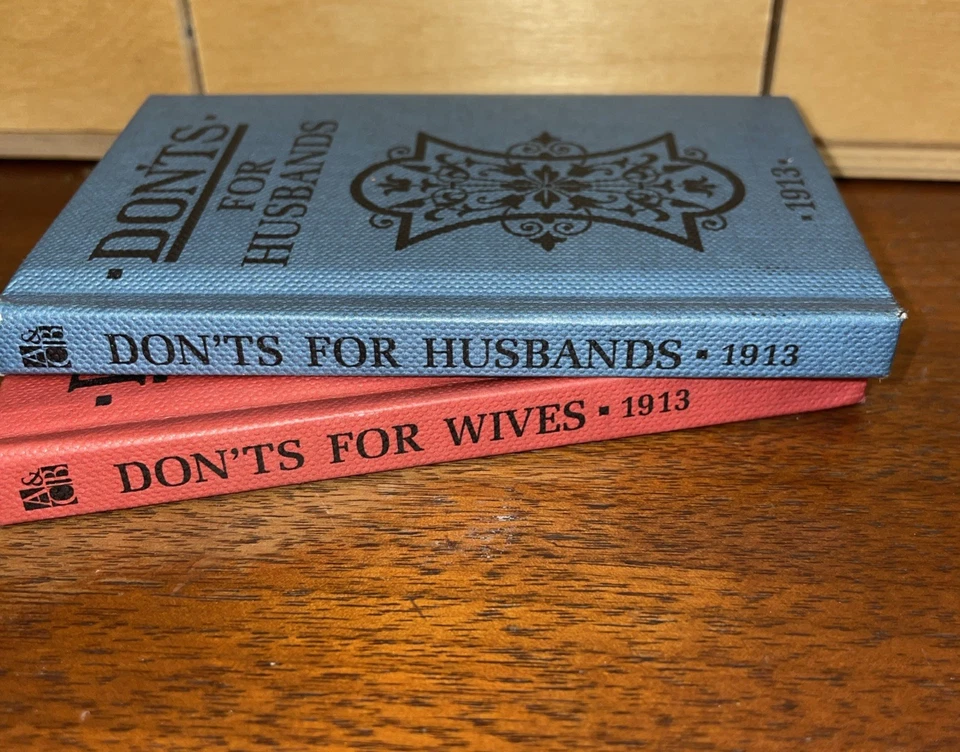 ·DON'TS·
FOR
HUSBANDS
·1913·
A&CB
DON'TS FOR HUSBANDS ▪ 1913
A&CB
DON'TS FOR WIVES ▪ 1913